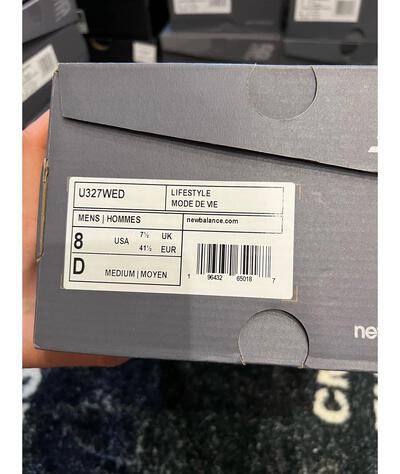 U327WED
LIFESTYLE
MODE DE VIE
MENS | HOMMES
newbalance.com
8 USA 7½ UK
41½ EUR
D MEDIUM | MOYEN
1 96432 65018 7
ne